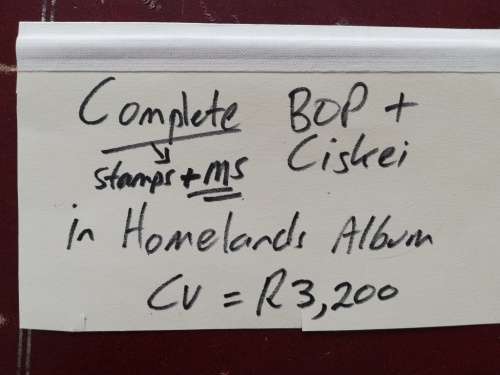 Complete BOP +
stamps + MS Ciskei
in Homelands Album
CV = R3,200